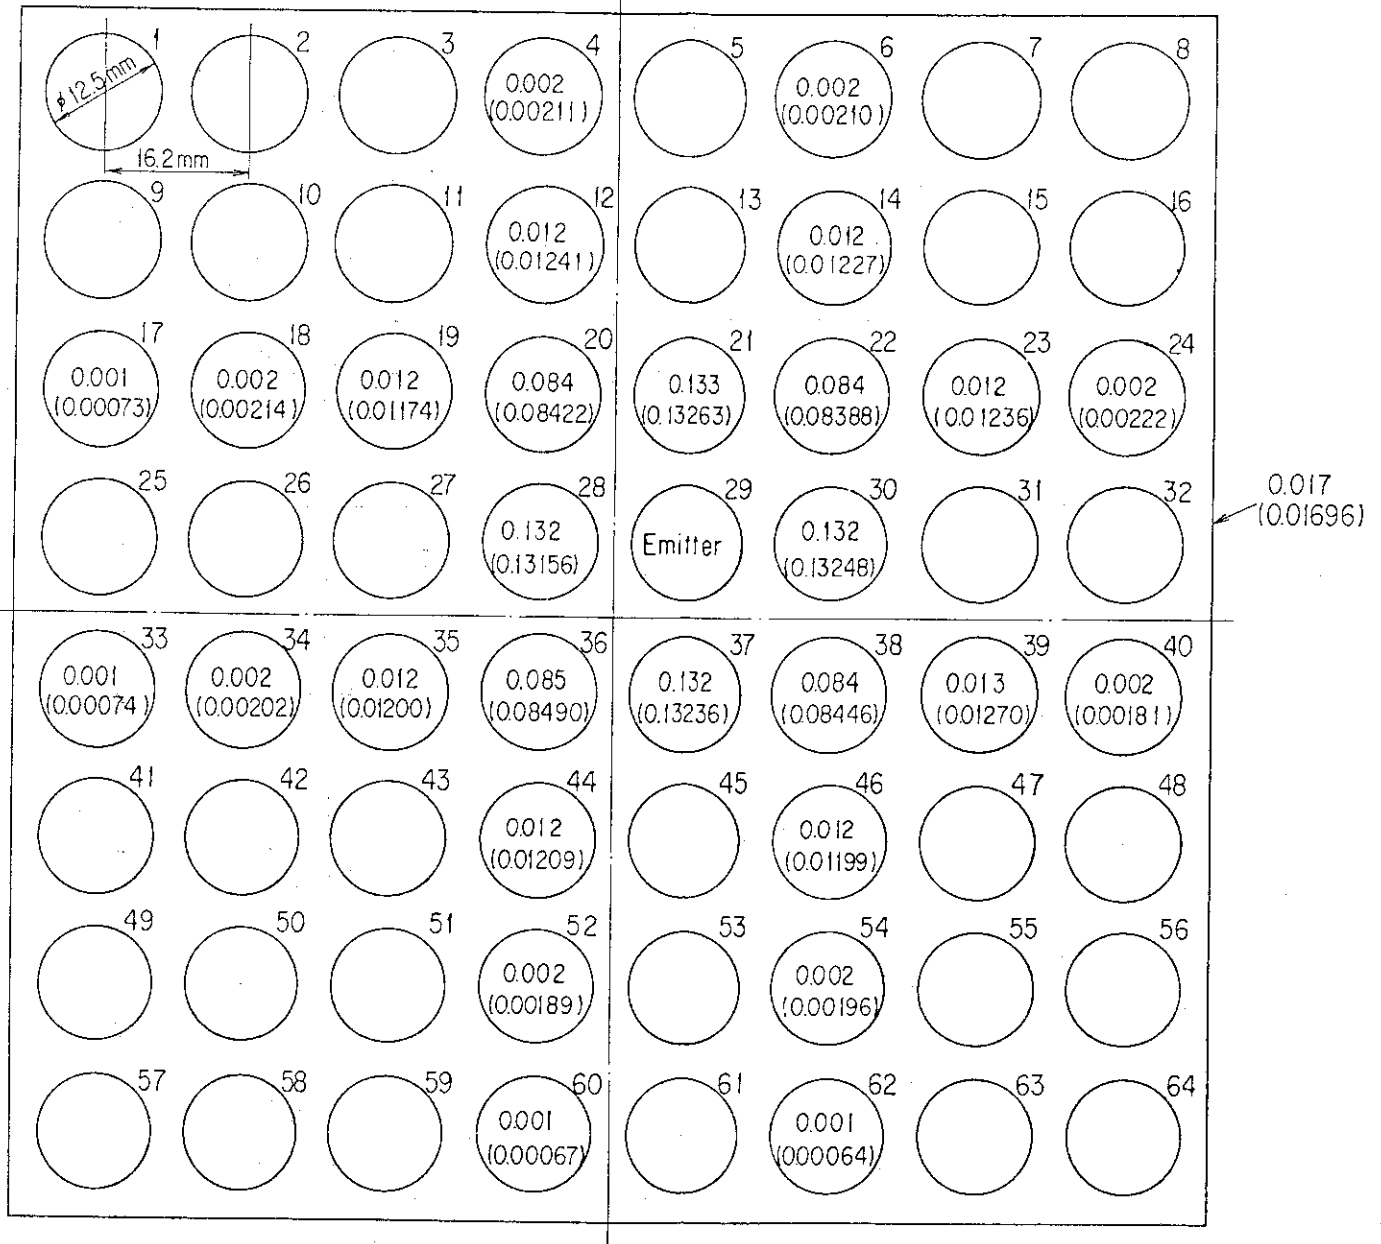 1 2 3 4 5 6 7 8
φ12.5mm
0.002
(0.00211)
0.002
(0.00210)
16.2mm
9 10 11 12 13 14 15 16
0.012
(0.01241)
0.012
(0.01227)
17 18 19 20 21 22 23 24
0.001 0.002 0.012 0.084 0.133 0.084 0.012 0.002
(0.00073) (0.00214) (0.01174) (0.08422) (0.13263) (0.08388) (0.01236) (0.00222)
25 26 27 28 29 30 31 32
0.132 Emitter 0.132
(0.13156) (0.13248)
0.017
(0.01696)
33 34 35 36 37 38 39 40
0.001 0.002 0.012 0.085 0.132 0.084 0.013 0.002
(0.00074) (0.00202) (0.01200) (0.08490) (0.13236) (0.08446) (0.01270) (0.00181)
41 42 43 44 45 46 47 48
0.012 0.012
(0.01209) (0.01199)
49 50 51 52 53 54 55 56
0.002 0.002
(0.00189) (0.00196)
57 58 59 60 61 62 63 64
0.001 0.001
(0.00067) (0.00064)